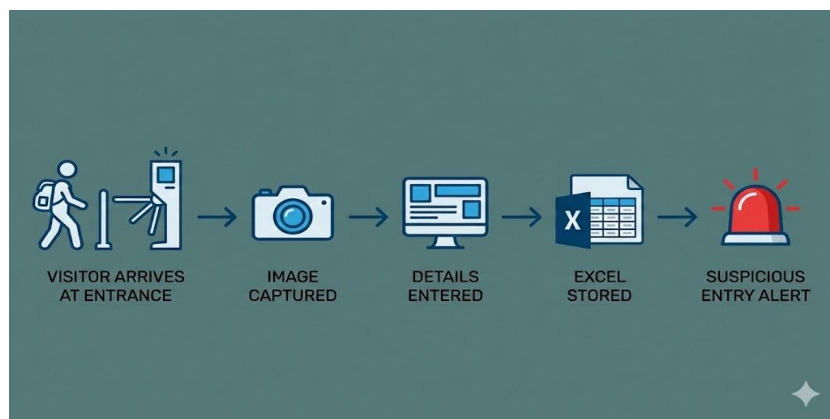 X
VISITOR ARRIVES
AT ENTRANCE
IMAGE
CAPTURED
DETAILS
ENTERED
EXCEL
STORED
SUSPICIOUS
ENTRY ALERT